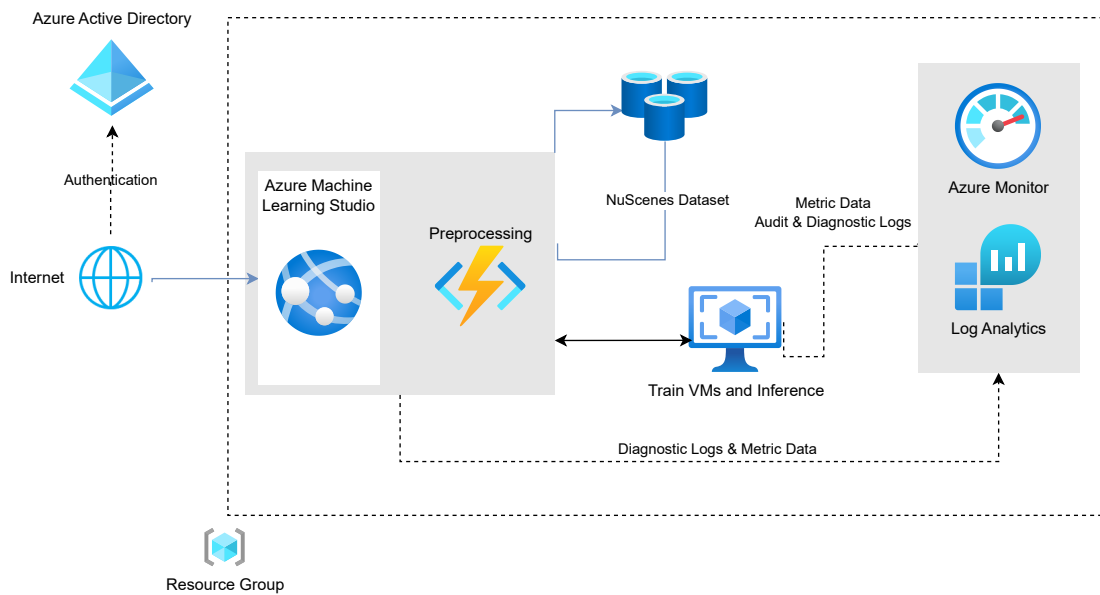 Azure Active Directory
Authentication
Internet
Azure Machine
Learning Studio
Preprocessing
NuScenes Dataset
Train VMs and Inference
Metric Data
Audit & Diagnostic Logs
Azure Monitor
Log Analytics
Diagnostic Logs & Metric Data
Resource Group